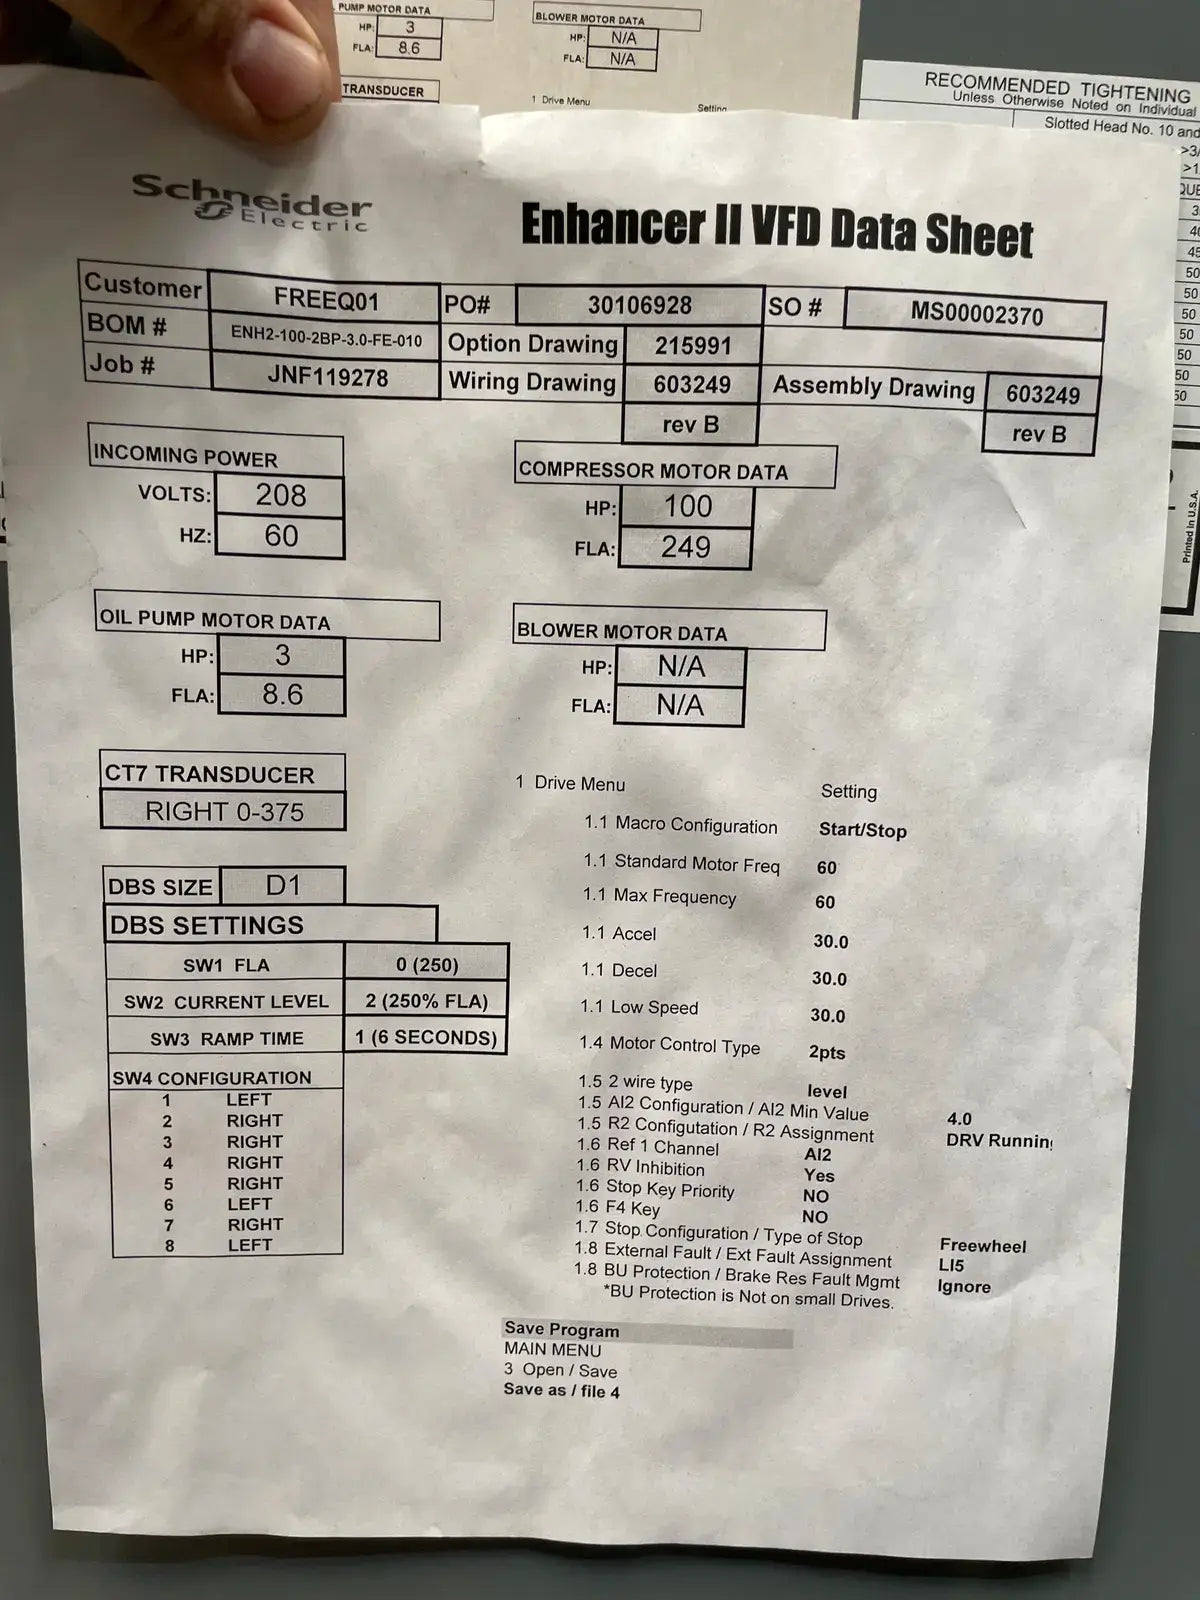 PUMP MOTOR DATA
HP: 3
FLA: 8.6
TRANSDUCER
BLOWER MOTOR DATA
HP: N/A
FLA: N/A
1 Drive Menu Setting
RECOMMENDED TIGHTENING
Unless Otherwise Noted on Individual
Slotted Head No. 10 and
Printed in U.S.A.
Schneider
Electric
Enhancer II VFD Data Sheet
Customer FREEQ01 PO# 30106928 SO # MS00002370
BOM # ENH2-100-2BP-3.0-FE-010 Option Drawing 215991
Job # JNF119278 Wiring Drawing 603249 Assembly Drawing 603249
rev B rev B
INCOMING POWER
VOLTS: 208
HZ: 60
COMPRESSOR MOTOR DATA
HP: 100
FLA: 249
OIL PUMP MOTOR DATA
HP: 3
FLA: 8.6
BLOWER MOTOR DATA
HP: N/A
FLA: N/A
CT7 TRANSDUCER
RIGHT 0-375
DBS SIZE D1
DBS SETTINGS
SW1 FLA 0 (250)
SW2 CURRENT LEVEL 2 (250% FLA)
SW3 RAMP TIME 1 (6 SECONDS)
SW4 CONFIGURATION
1 LEFT
2 RIGHT
3 RIGHT
4 RIGHT
5 RIGHT
6 LEFT
7 RIGHT
8 LEFT
1 Drive Menu Setting
1.1 Macro Configuration Start/Stop
1.1 Standard Motor Freq 60
1.1 Max Frequency 60
1.1 Accel 30.0
1.1 Decel 30.0
1.1 Low Speed 30.0
1.4 Motor Control Type 2pts
1.5 2 wire type level
1.5 AI2 Configuration / AI2 Min Value 4.0
1.5 R2 Configutation / R2 Assignment DRV Running
1.6 Ref 1 Channel AI2
1.6 RV Inhibition Yes
1.6 Stop Key Priority NO
1.6 F4 Key NO
1.7 Stop Configuration / Type of Stop Freewheel
1.8 External Fault / Ext Fault Assignment LI5
1.8 BU Protection / Brake Res Fault Mgmt Ignore
*BU Protection is Not on small Drives.
Save Program
MAIN MENU
3 Open / Save
Save as / file 4